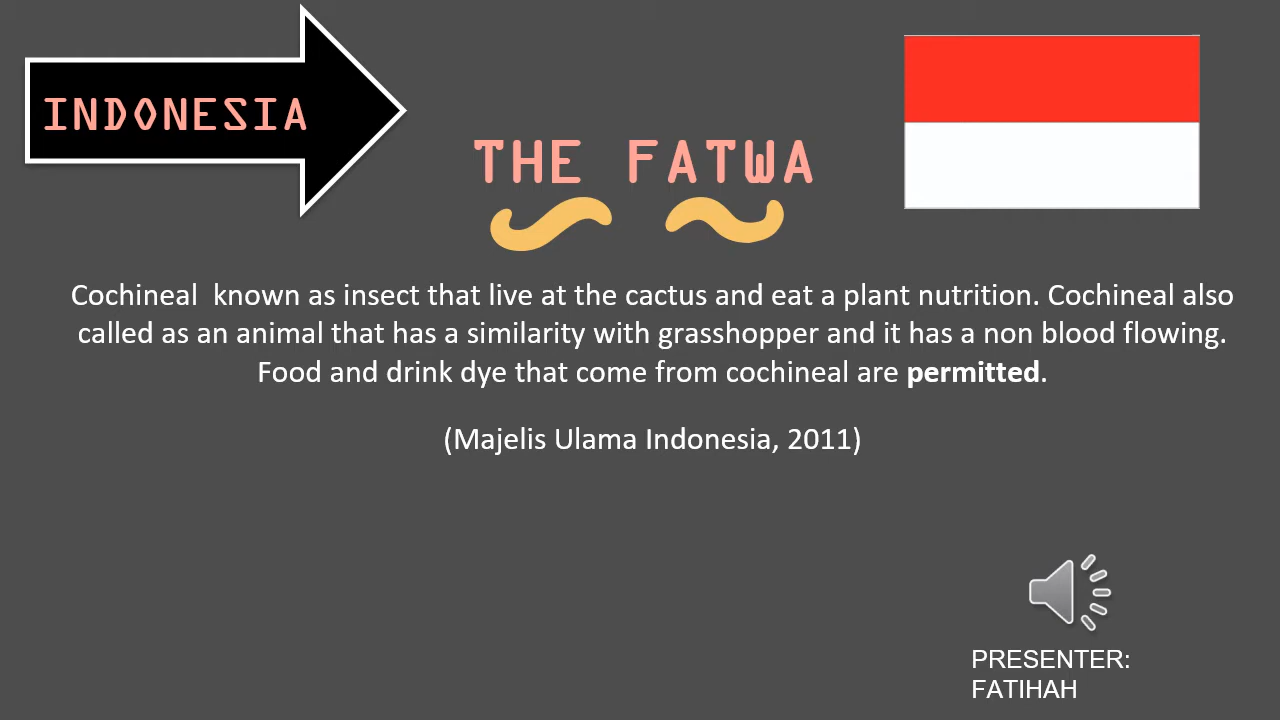 INDONESIA
THE FATWA
Cochineal  known as insect that live at the cactus and eat a plant nutrition. Cochineal also
called as an animal that has a similarity with grasshopper and it has a non blood flowing.
Food and drink dye that come from cochineal are permitted.
(Majelis Ulama Indonesia, 2011)
PRESENTER:
FATIHAH